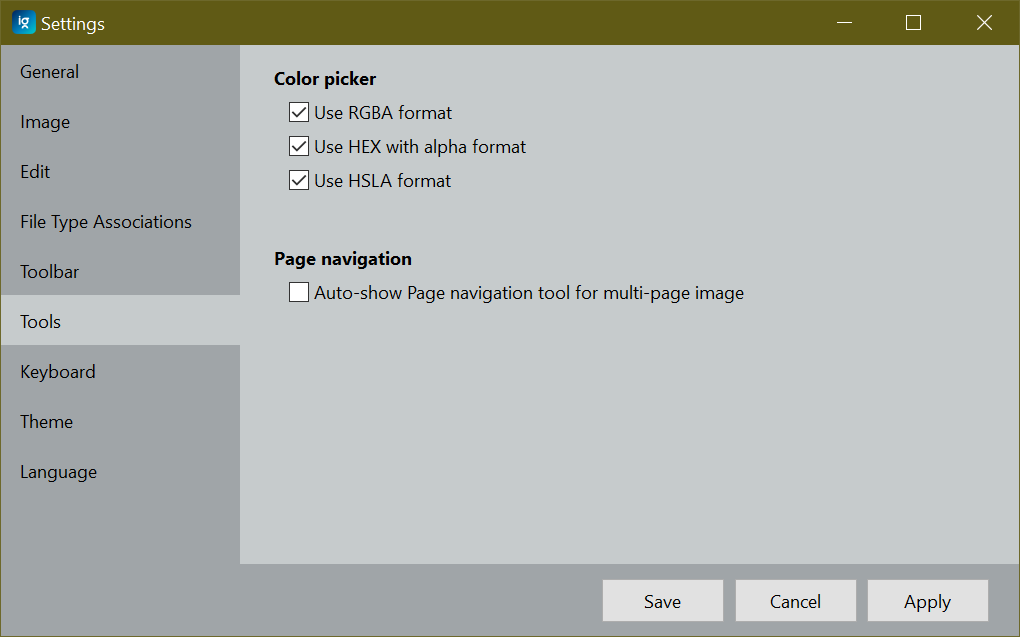 ig
Settings
General
Image
Edit
File Type Associations
Toolbar
Tools
Keyboard
Theme
Language
Color picker
Use RGBA format
Use HEX with alpha format
Use HSLA format
Page navigation
Auto-show Page navigation tool for multi-page image
Save
Cancel
Apply